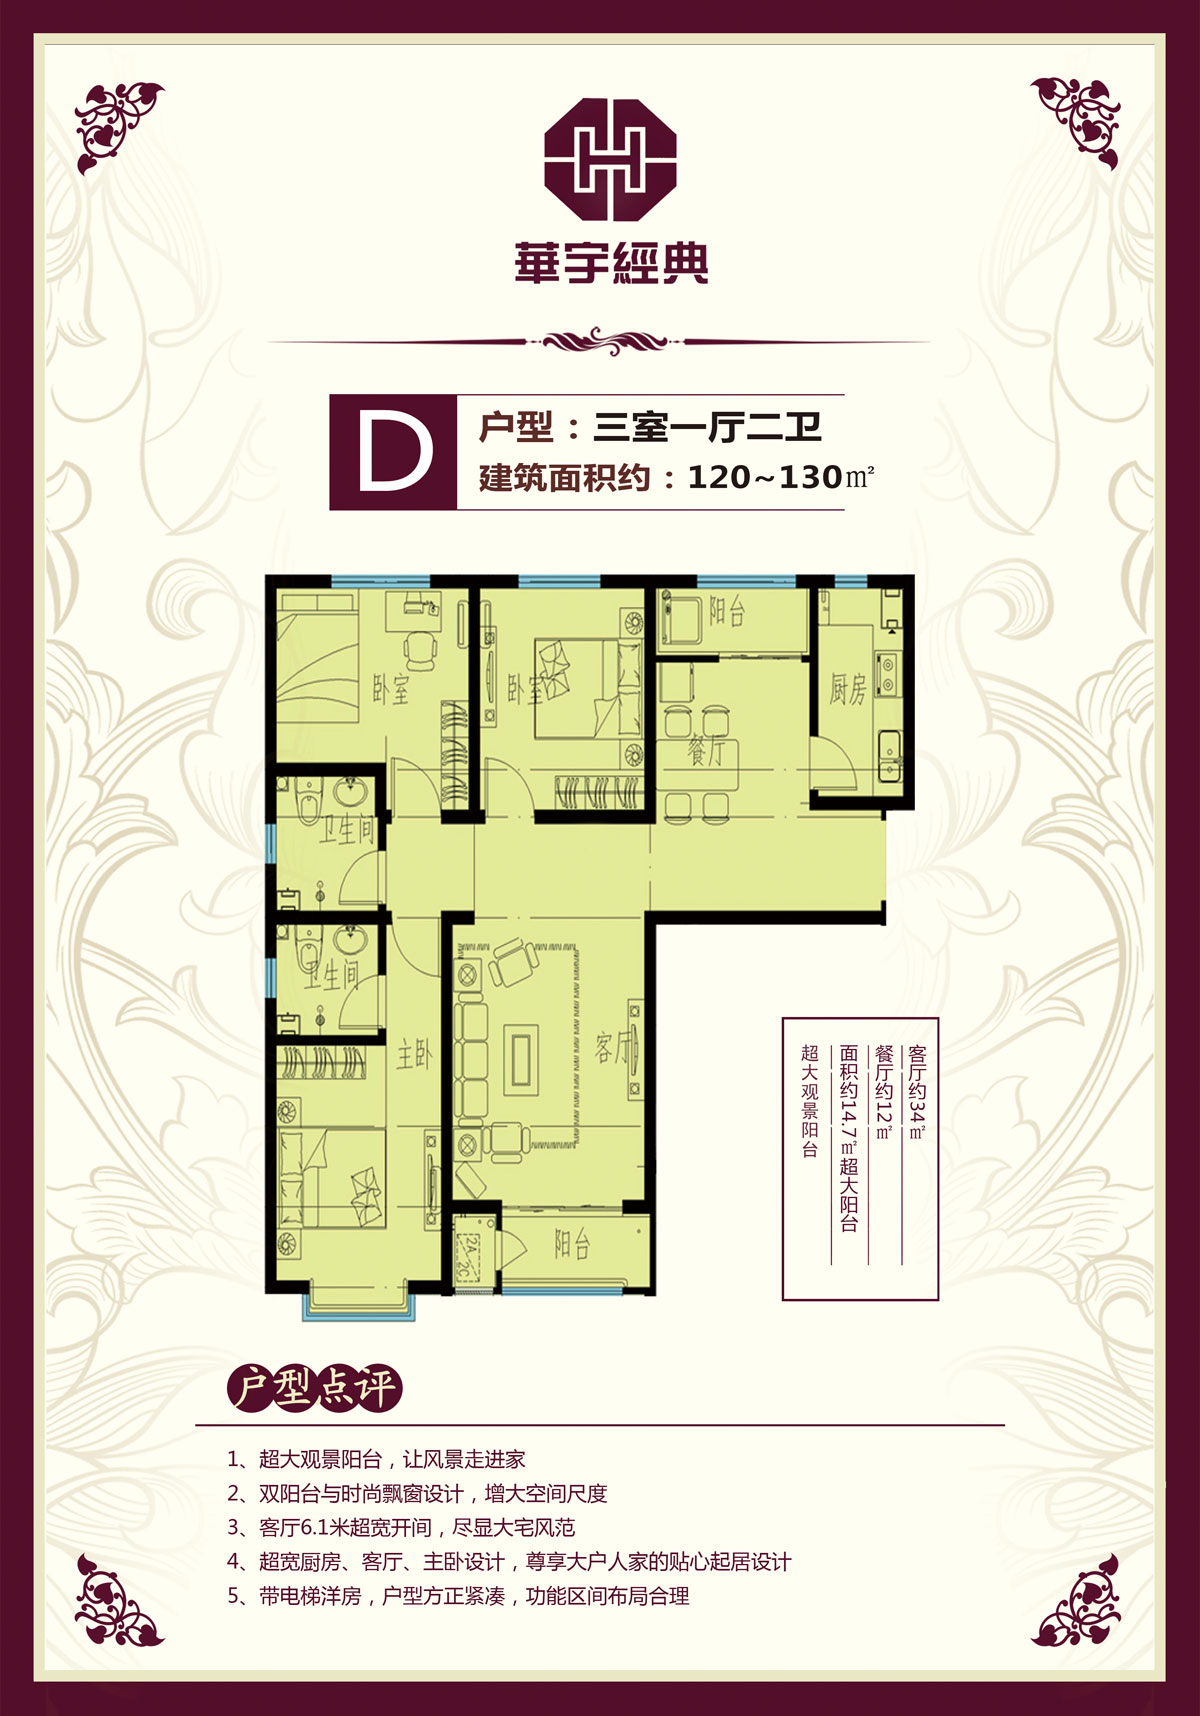 華宇經典
D
户型：三室一厅二卫
建筑面积约：120~130㎡
阳台
卧室
卧室
厨房
餐厅
卫生间
卫生间
主卧
客厅
阳台
2A
2C
客厅约34㎡
餐厅约12㎡
面积约14.7㎡超大阳台
超大观景阳台
户型点评
1、超大观景阳台，让风景走进家
2、双阳台与时尚飘窗设计，增大空间尺度
3、客厅6.1米超宽开间，尽显大宅风范
4、超宽厨房、客厅、主卧设计，尊享大户人家的贴心起居设计
5、带电梯洋房，户型方正紧凑，功能区间布局合理